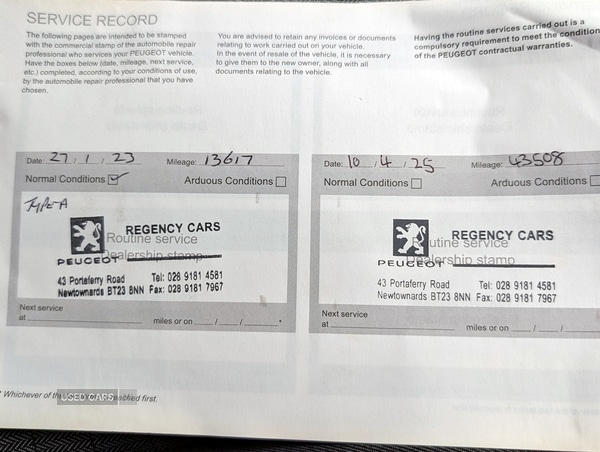 SERVICE RECORD
The following pages are intended to be stamped
with the commercial stamp of the automobile repair
professional who services your PEUGEOT vehicle.
Have the boxes below (date, mileage, next service,
etc.) completed, according to your conditions of use,
by the automobile repair professional that you have
chosen.
You are advised to retain any invoices or documents
relating to work carried out on your vehicle.
In the event of resale of the vehicle, it is necessary
to give them to the new owner, along with all
documents relating to the vehicle.
Having the routine services carried out is a
compulsory requirement to meet the condition
of the PEUGEOT contractual warranties.
Date: 27 / 1 / 23 Mileage: 13617
Normal Conditions Arduous Conditions
TYPE A
REGENCY CARS
Routine service
Dealership stamp
PEUGEOT
43 Portaferry Road Tel: 028 9181 4581
Newtownards BT23 8NN Fax: 028 9181 7967
Next service
at miles or on / / *
Date: 10 / 4 / 25 Mileage: 43508
Normal Conditions Arduous Conditions
REGENCY CARS
utine service
ership stamp
PEUGEOT
43 Portaferry Road Tel: 028 9181 4581
Newtownards BT23 8NN Fax: 028 9181 7967
Next service
at miles or on / /
* Whichever of th reached first.
USED CARS